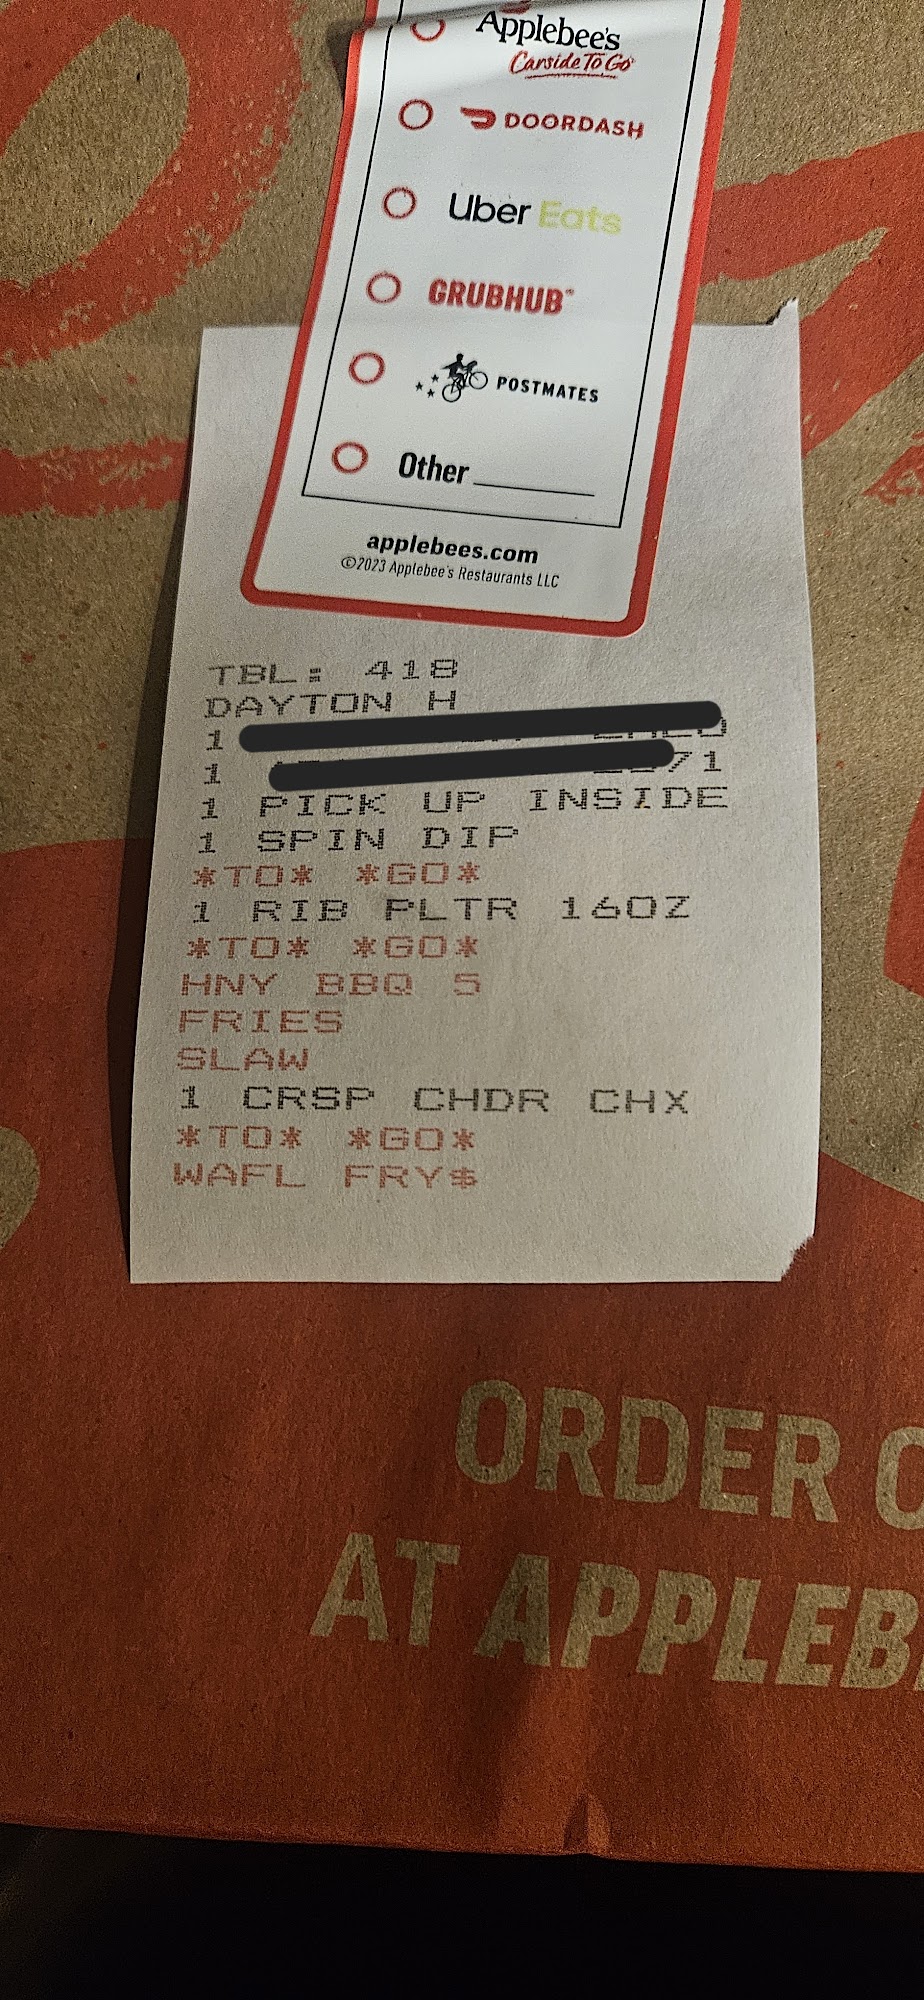 Applebee's
Carside To Go
DOORDASH
Uber Eats
GRUBHUB
POSTMATES
Other
applebees.com
©2023 Applebee's Restaurants LLC
TBL: 418
DAYTON H
1
1 71
1 PICK UP INSIDE
1 SPIN DIP
*TO* *GO*
1 RIB PLTR 16OZ
*TO* *GO*
HNY BBQ S
FRIES
SLAW
1 CRSP CHDR CHX
*TO* *GO*
WAFL FRY$
ORDER
AT APPLEB